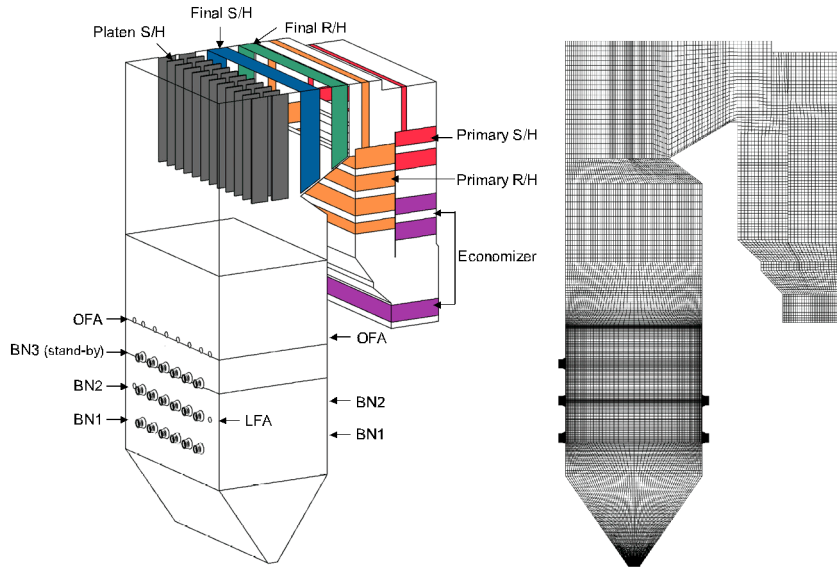 Final S/H
Final R/H
Platen S/H
Primary S/H
Primary R/H
Economizer
OFA
OFA
BN3 (stand-by)
BN2
BN2
LFA
BN1
BN1